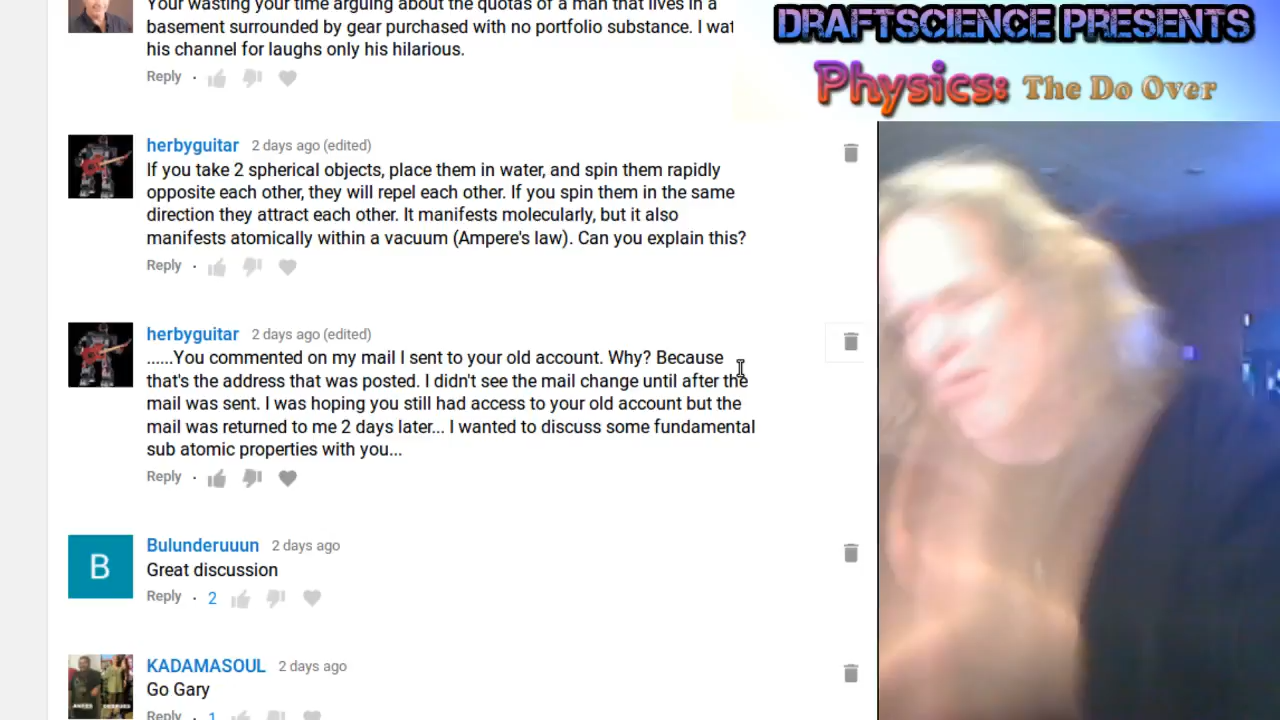 Your wasting your time arguing about the quotas of a man that lives in a
basement surrounded by gear purchased with no portfolio substance. I
his channel for laughs only his hilarious.
Reply ·
DRAFTSCIENCE PRESENTS
Physics: The Do Over
herbyguitar 2 days ago (edited)
If you take 2 spherical objects, place them in water, and spin them rapidly
opposite each other, they will repel each other. If you spin them in the same
direction they attract each other. It manifests molecularly, but it also
manifests atomically within a vacuum (Ampere's law). Can you explain this?
Reply ·
herbyguitar 2 days ago (edited)
......You commented on my mail I sent to your old account. Why? Because
that's the address that was posted. I didn't see the mail change until after the
mail was sent. I was hoping you still had access to your old account but the
mail was returned to me 2 days later... I wanted to discuss some fundamental
sub atomic properties with you...
Reply ·
B
Bulunderuuun 2 days ago
Great discussion
Reply · 2
KADAMASOUL 2 days ago
Go Gary
Reply · 1